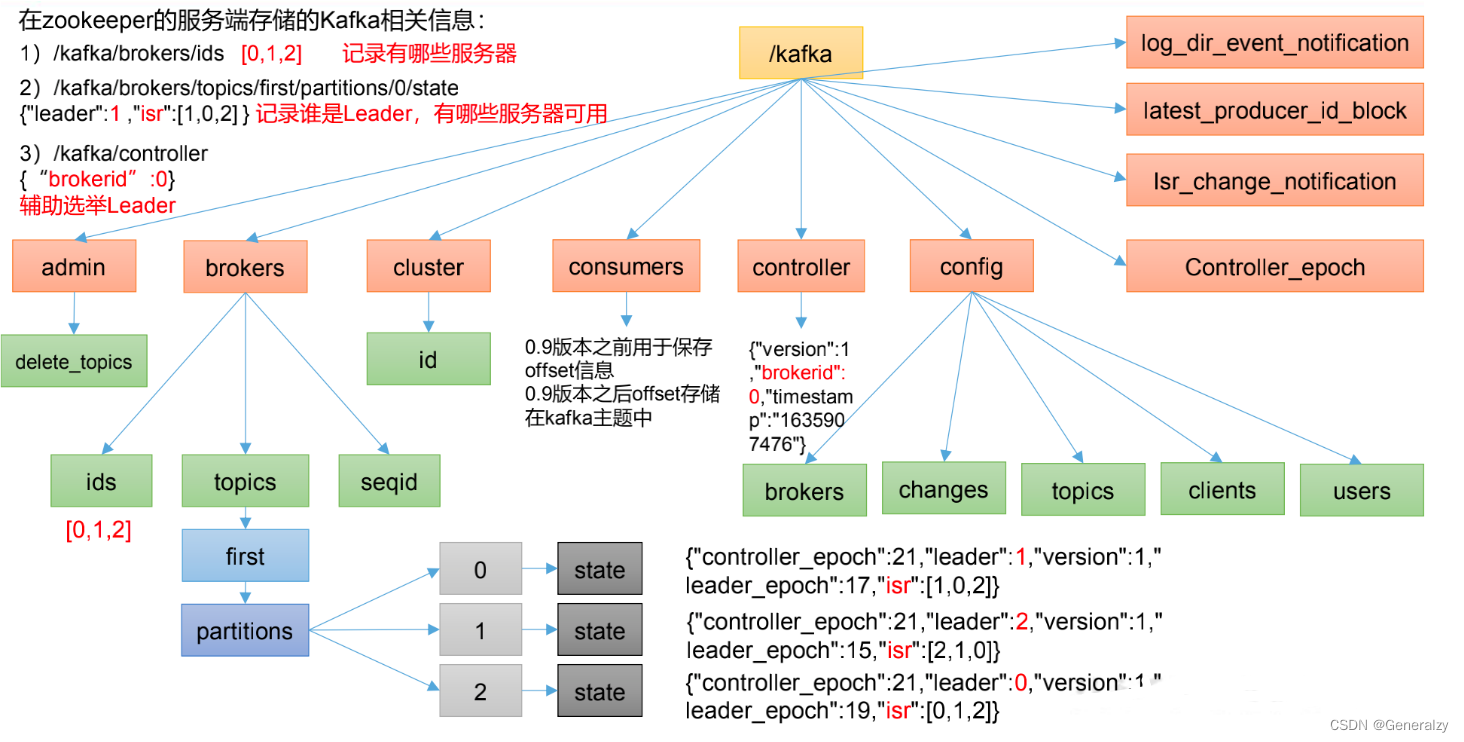 在zookeeper的服务端存储的Kafka相关信息：
1）/kafka/brokers/ids [0,1,2] 记录有哪些服务器
2）/kafka/brokers/topics/first/partitions/0/state
{"leader":1 ,"isr":[1,0,2] } 记录谁是Leader，有哪些服务器可用
3）/kafka/controller
{ “brokerid”:0}
辅助选举Leader
/kafka
log_dir_event_notification
latest_producer_id_block
Isr_change_notification
Controller_epoch
admin
brokers
cluster
consumers
controller
config
delete_topics
id
0.9版本之前用于保存
offset信息
0.9版本之后offset存储
在kafka主题中
{"version":1
,"brokerid":
0,"timestam
p":"163590
7476"}
ids
topics
seqid
brokers
changes
topics
clients
users
[0,1,2]
first
partitions
0
state
{"controller_epoch":21,"leader":1,"version":1,"
leader_epoch":17,"isr":[1,0,2]}
1
state
{"controller_epoch":21,"leader":2,"version":1,"
leader_epoch":15,"isr":[2,1,0]}
2
state
{"controller_epoch":21,"leader":0,"version":1,"
leader_epoch":19,"isr":[0,1,2]}
CSDN @Generalzy